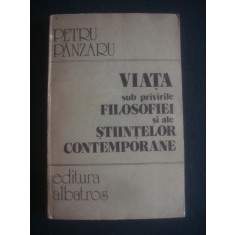 PETRU
PÂNZARU
VIAȚA
sub privirile
FILOSOFIEI
și ale
ȘTIINȚELOR
CONTEMPORANE
editura
albatros